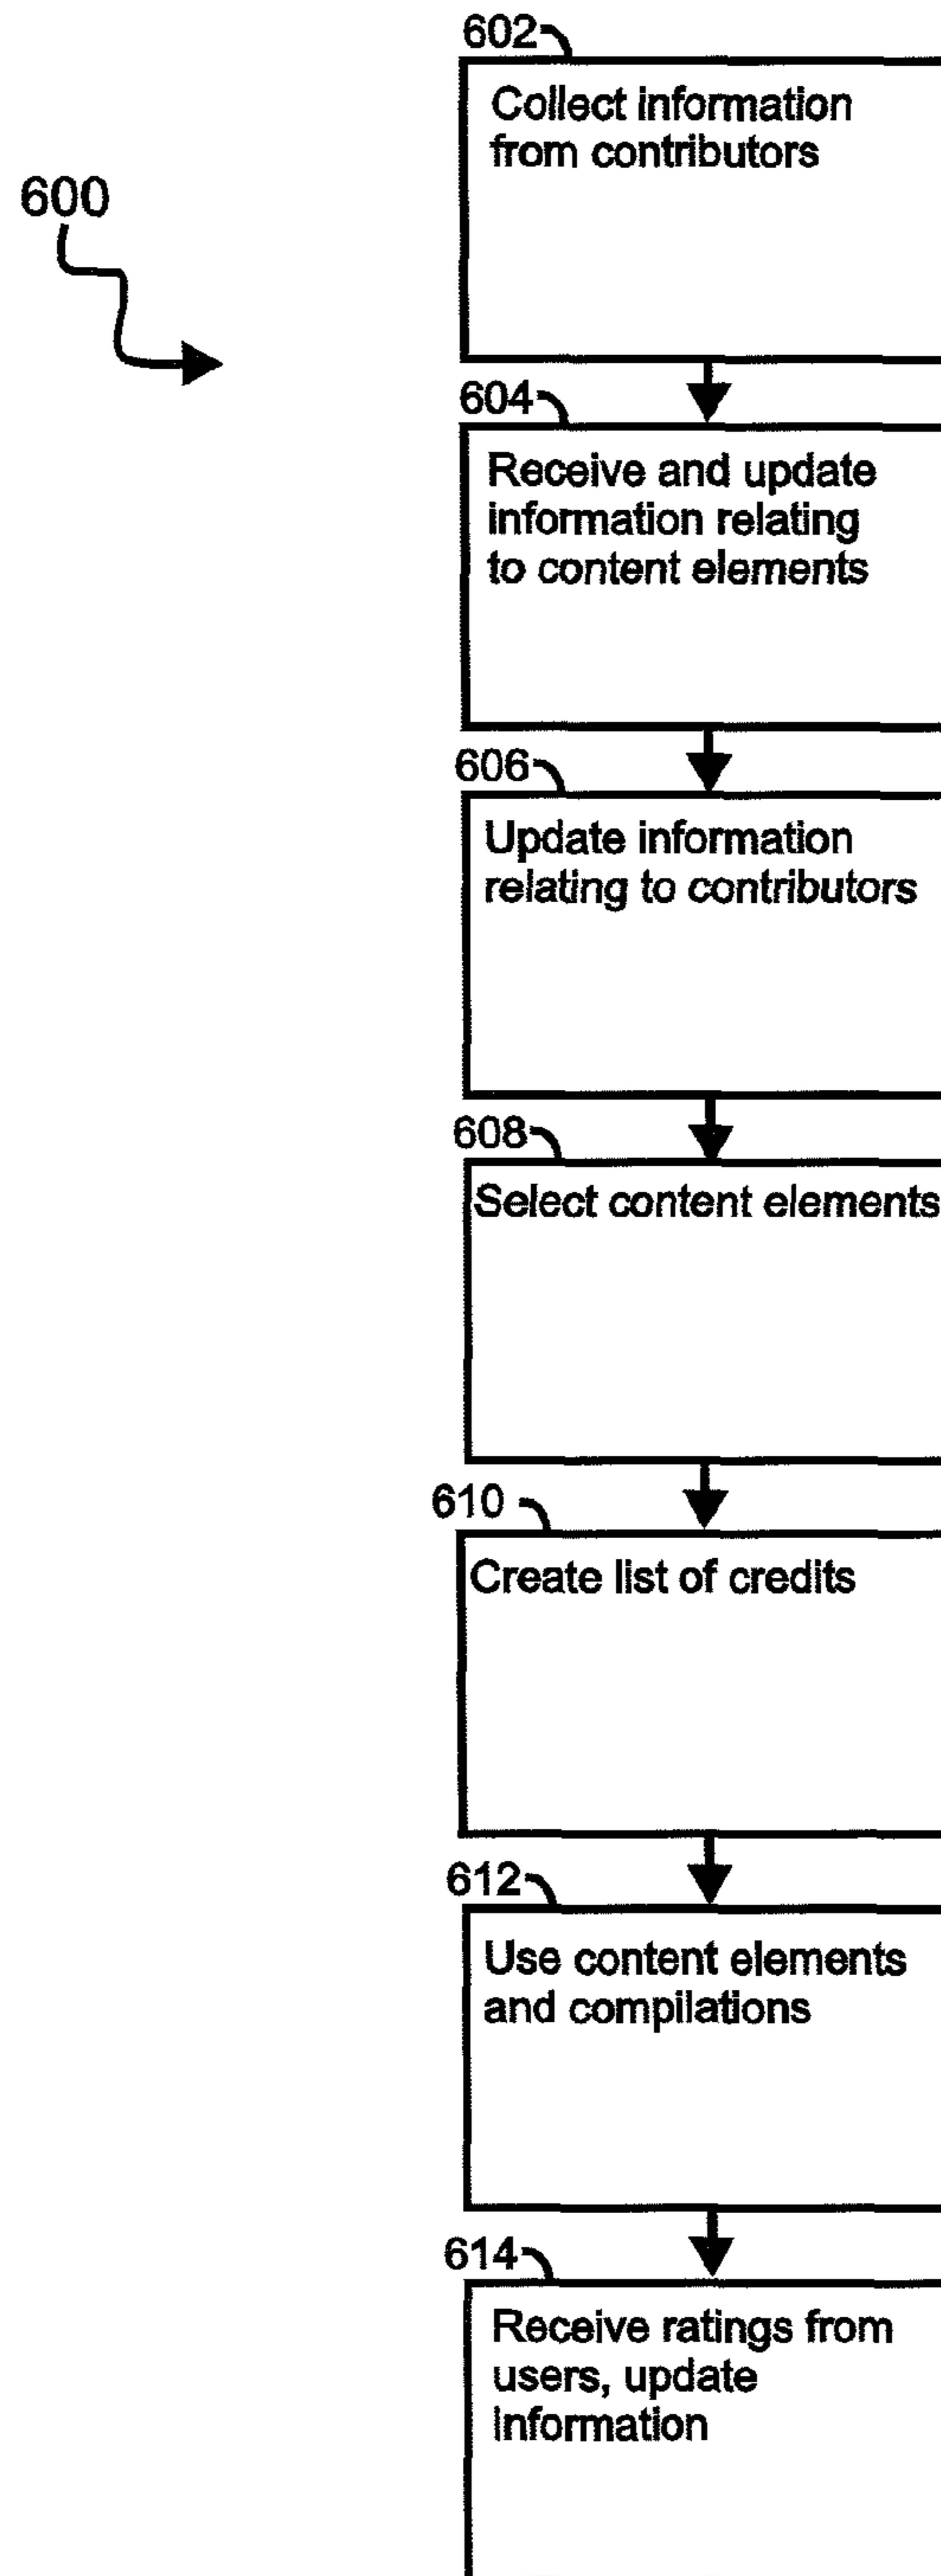 602
Collect information
from contributors
600
604
Receive and update
information relating
to content elements
606
Update information
relating to contributors
608
Select content elements
610
Create list of credits
612
Use content elements
and compilations
614
Receive ratings from
users, update
information